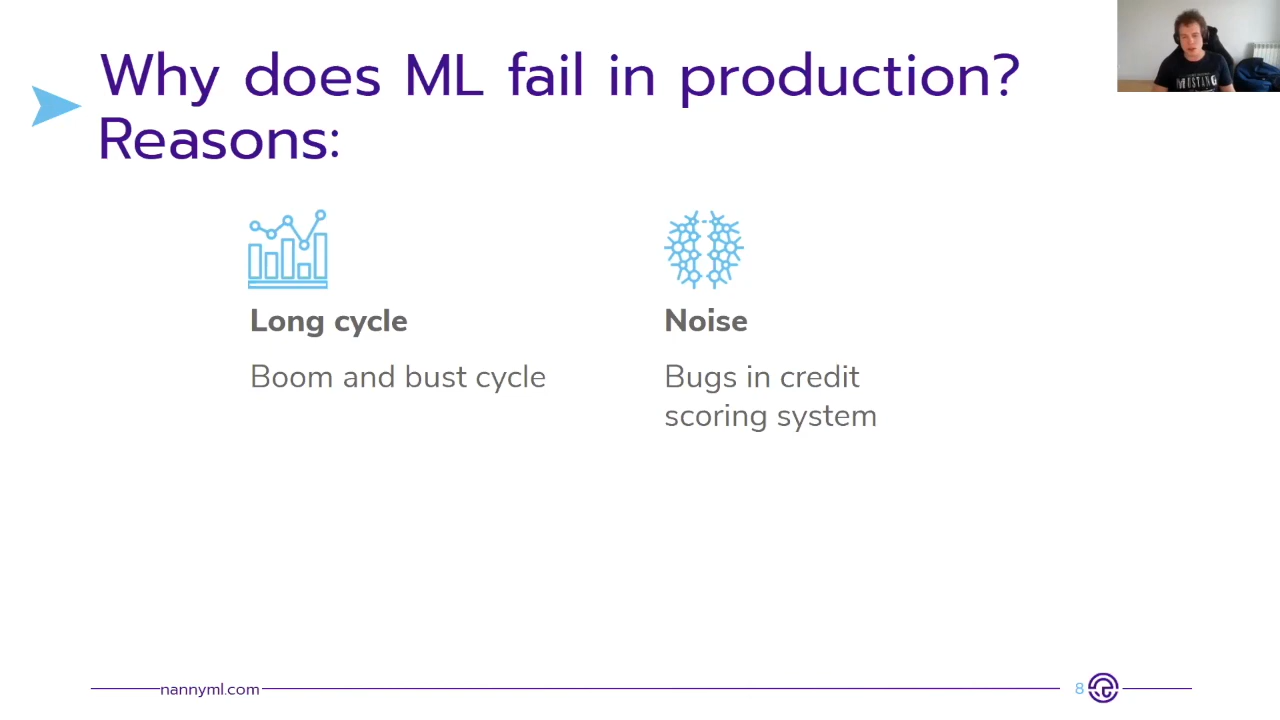 Why does ML fail in production?
Reasons:
Long cycle
Boom and bust cycle
Noise
Bugs in credit
scoring system
nannyml.com
8
MUSTANG